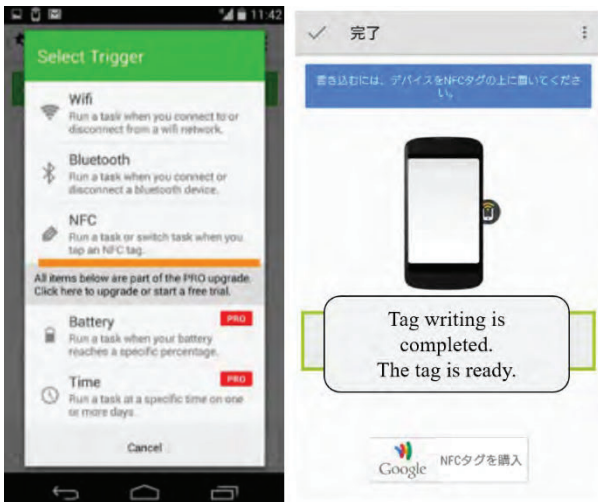 11:42
Select Trigger
Wifi
Run a task when you connect to or
disconnect from a wifi network.
Bluetooth
Run a task when you connect or
disconnect a bluetooth device.
NFC
Run a task or switch task when you
tap an NFC tag.
All items below are part of the PRO upgrade.
Click here to upgrade or start a free trial.
Battery
PRO
Run a task when your battery
reaches a specific percentage.
Time
PRO
Run a task at a specific time on one
or more days.
Cancel
完了
書き込むには、デバイスをNFCタグの上に置いてくださ
い。
Tag writing is
completed.
The tag is ready.
Google
NFCタグを購入